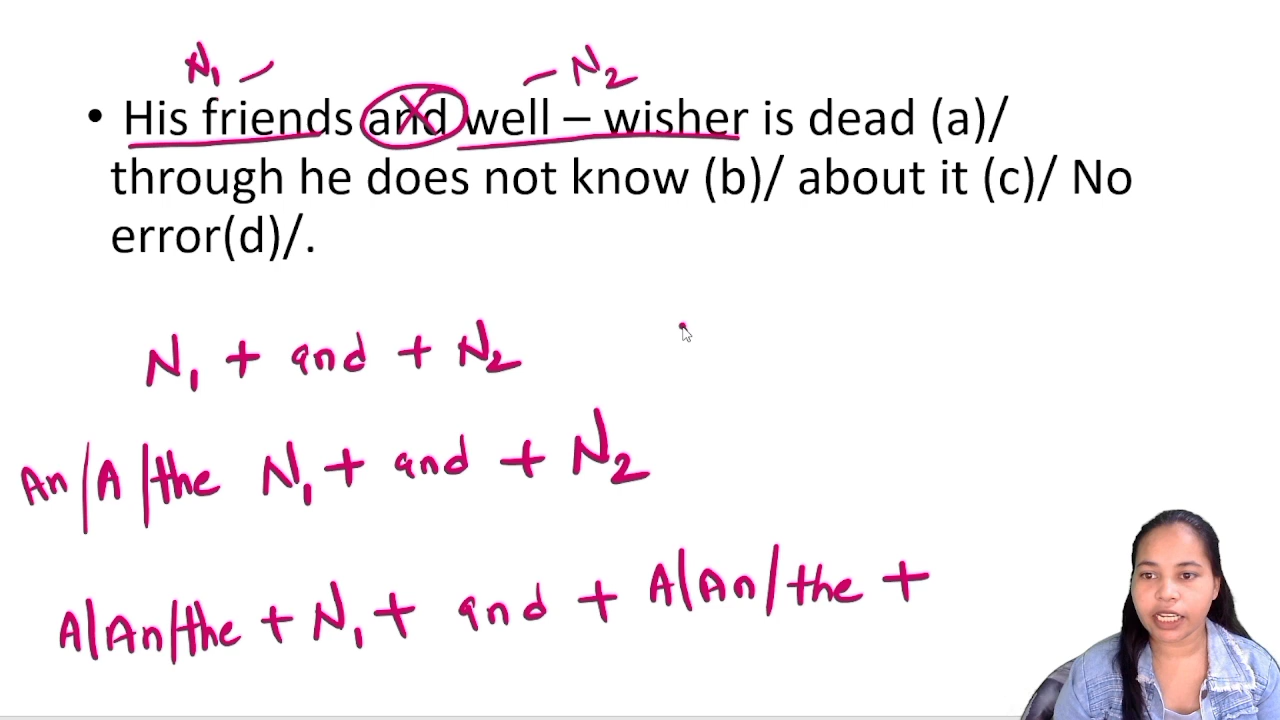 N₁ - - N₂
• His friends and well – wisher is dead (a)/
through he does not know (b)/ about it (c)/ No
error(d)/.
N₁ + and + N₂
An/A/the N₁ + and + N₂
A/An/the + N₁ + and + A/An/the +